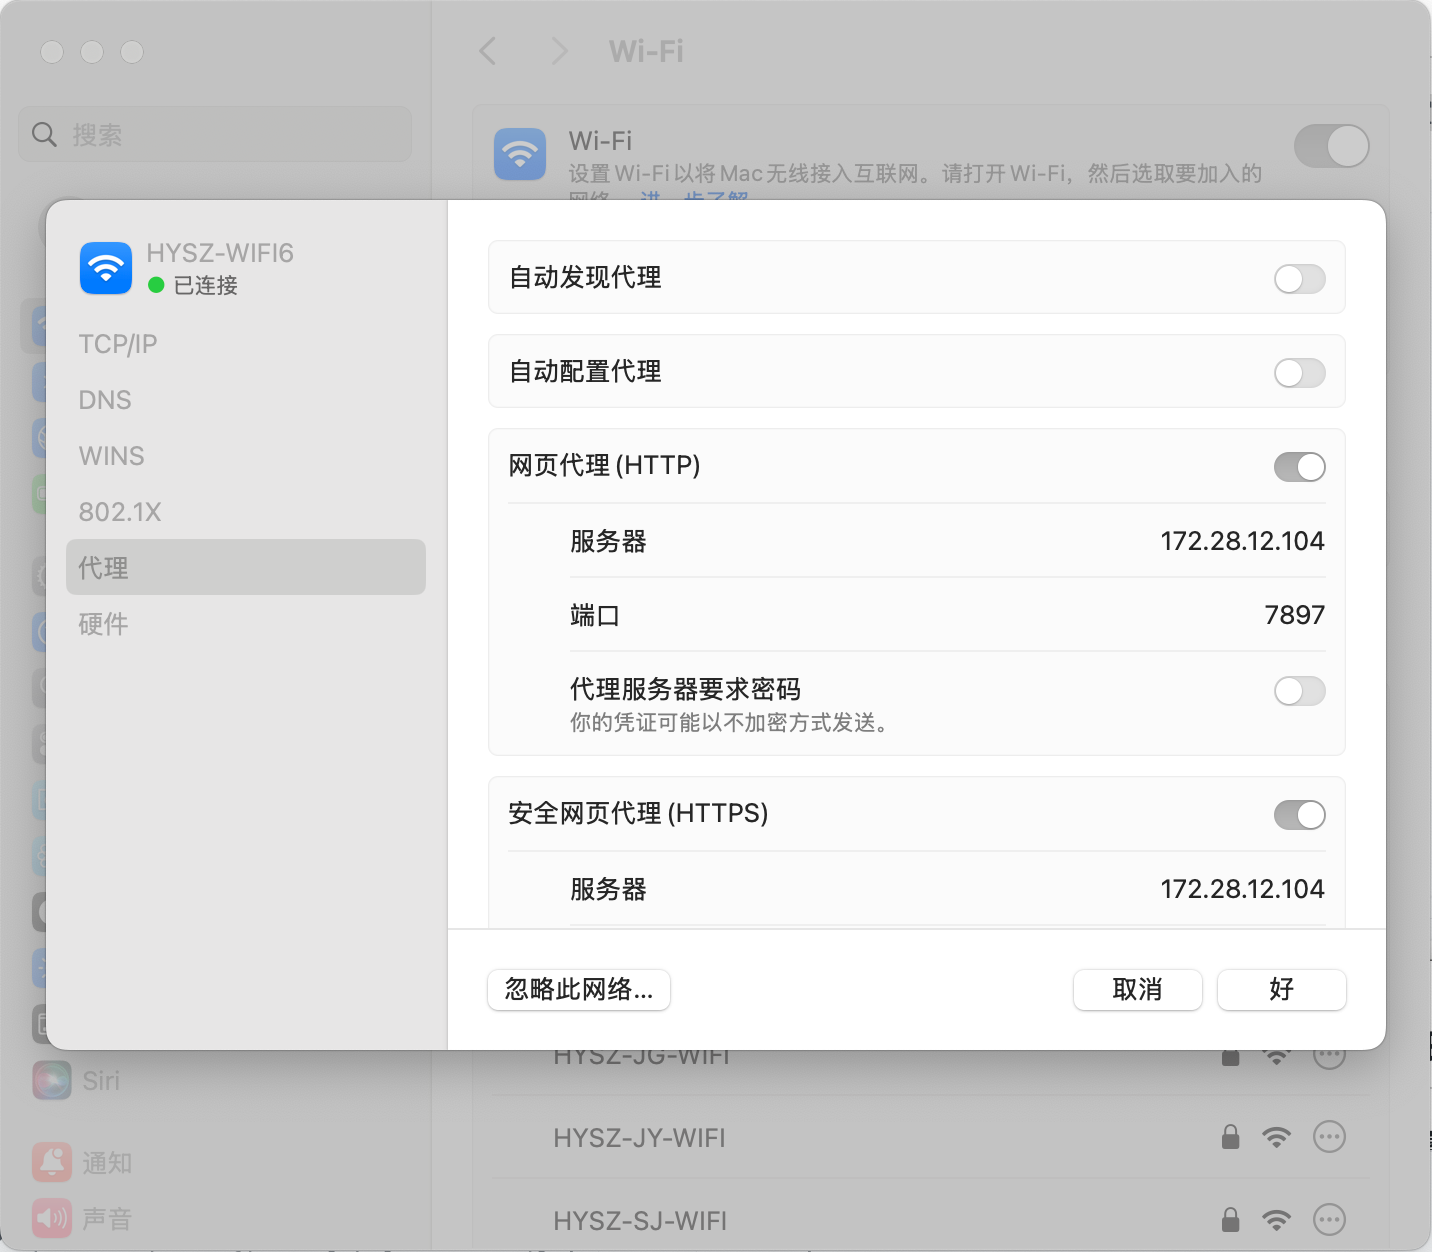 Wi-Fi
搜索
Wi-Fi
设置 Wi-Fi 以将 Mac 无线接入互联网。请打开 Wi-Fi，然后选取要加入的
HYSZ-WIFI6
已连接
TCP/IP
DNS
WINS
802.1X
代理
硬件
自动发现代理
自动配置代理
网页代理 (HTTP)
服务器 172.28.12.104
端口 7897
代理服务器要求密码
你的凭证可能以不加密方式发送。
安全网页代理 (HTTPS)
服务器 172.28.12.104
忽略此网络...
取消
好
HYSZ-JG-WIFI
Siri
HYSZ-JY-WIFI
通知
HYSZ-SJ-WIFI
声音